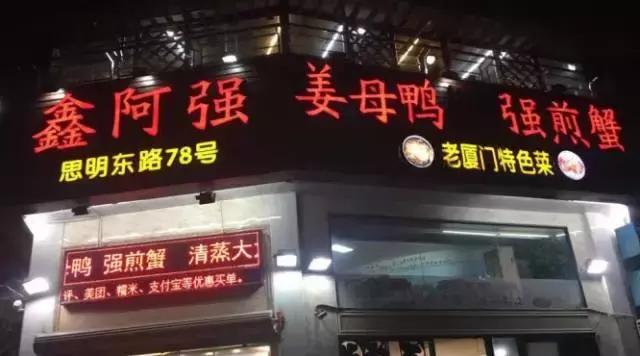 鑫阿强 姜母鸭 强煎蟹
思明东路78号
老厦门特色菜
鸭 强煎蟹 清蒸大
评、美团、糯米、支付宝等优惠买单。